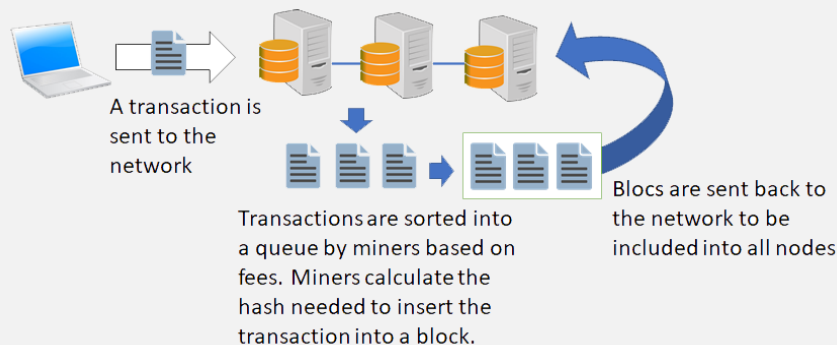 A transaction is
sent to the
network
Transactions are sorted into
a queue by miners based on
fees. Miners calculate the
hash needed to insert the
transaction into a block.
Blocs are sent back to
the network to be
included into all nodes